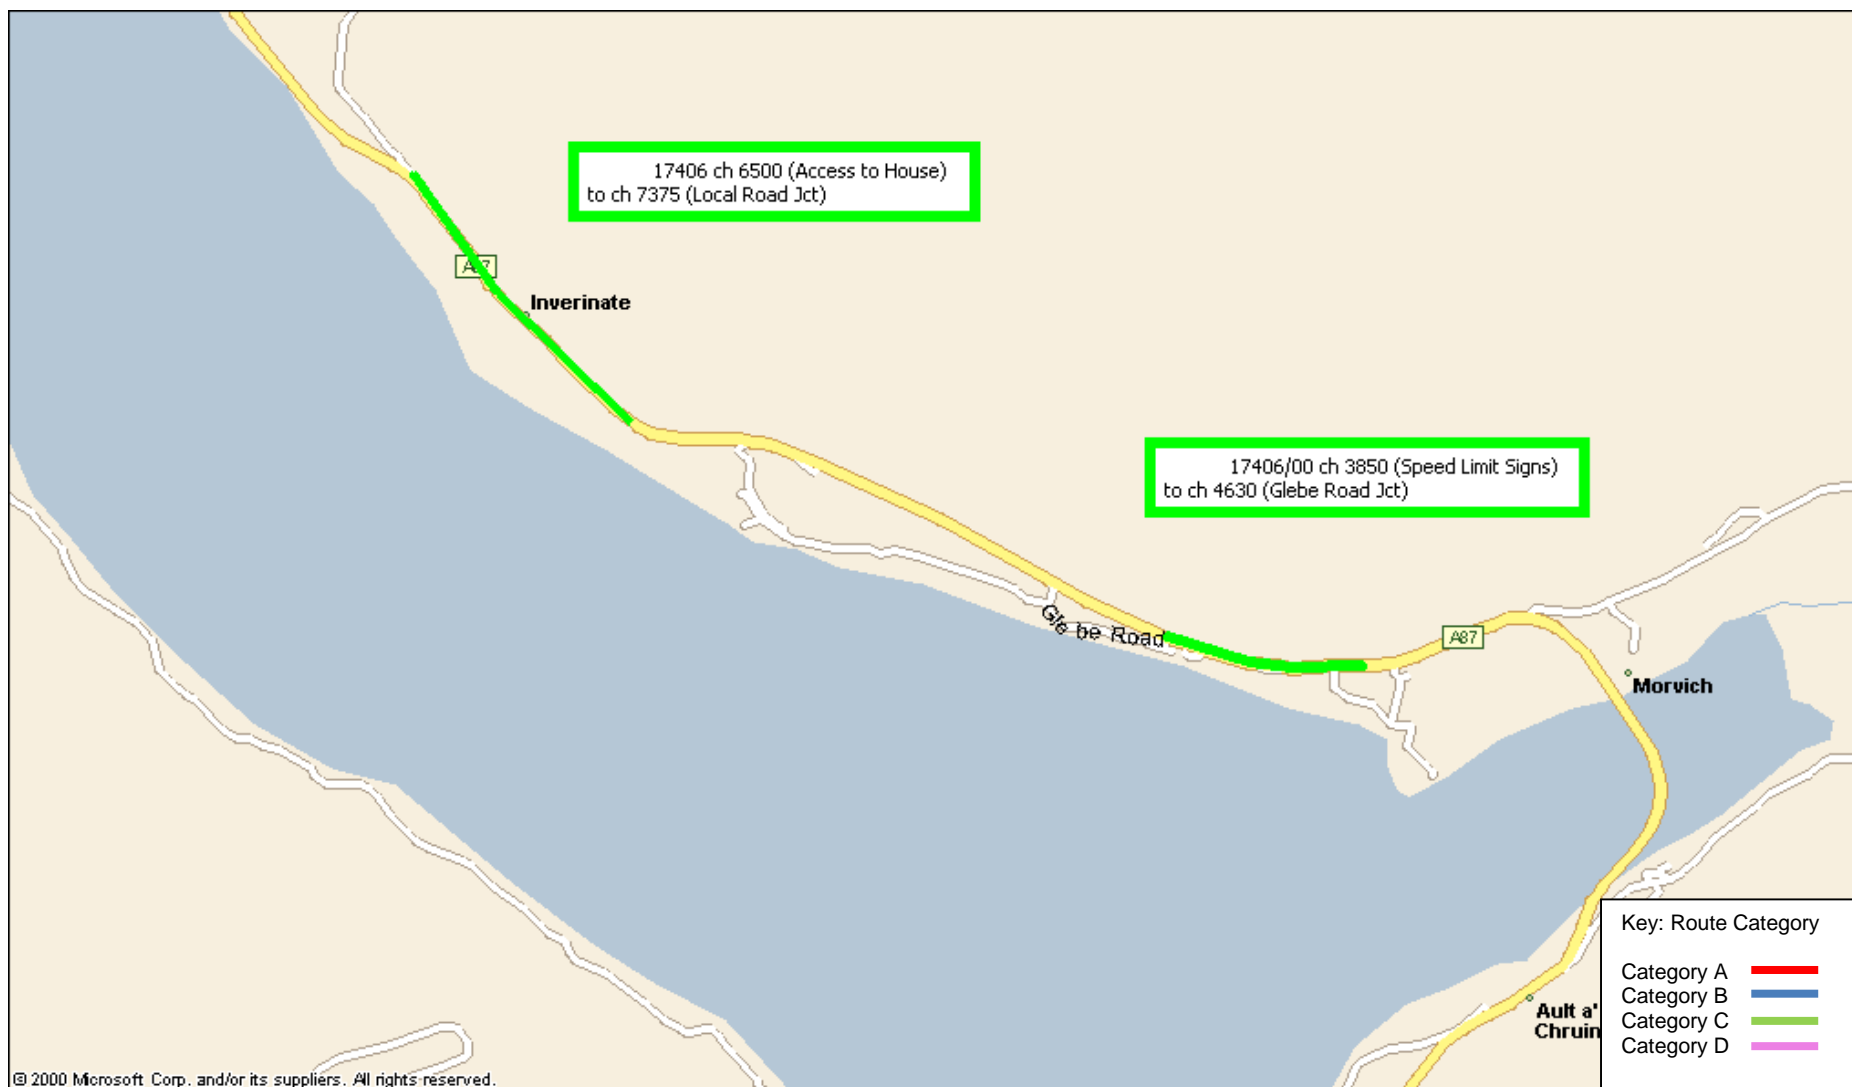 17406 ch 6500 (Access to House)
to ch 7375 (Local Road Jct)
Inverinate
17406/00 ch 3850 (Speed Limit Signs)
to ch 4630 (Glebe Road Jct)
Glebe Road
A87
Morvich
Key: Route Category
Category A
Category B
Category C
Category D
Ault a'
Chruin
© 2000 Microsoft Corp. and/or its suppliers. All rights reserved.